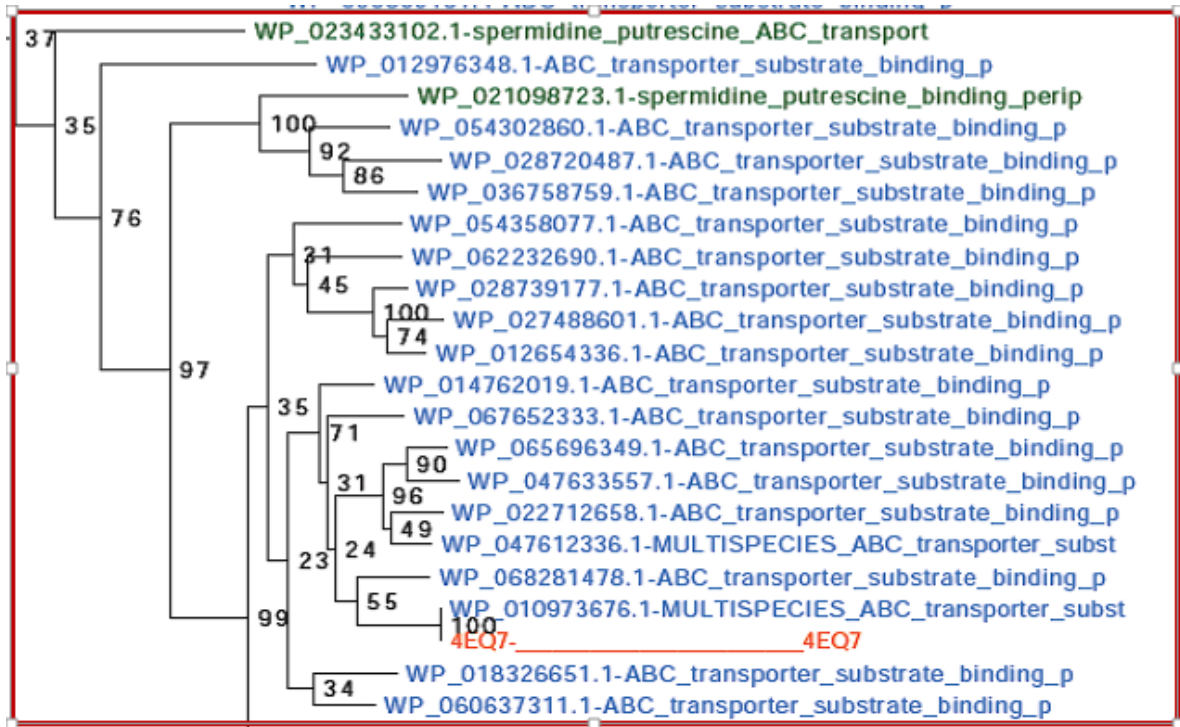 37 WP_023433102.1-spermidine_putrescine_ABC_transport
WP_012976348.1-ABC_transporter_substrate_binding_p
WP_021098723.1-spermidine_putrescine_binding_perip
35 100 WP_054302860.1-ABC_transporter_substrate_binding_p
92 WP_028720487.1-ABC_transporter_substrate_binding_p
86
WP_036758759.1-ABC_transporter_substrate_binding_p
76 WP_054358077.1-ABC_transporter_substrate_binding_p
31 WP_062232690.1-ABC_transporter_substrate_binding_p
45 WP_028739177.1-ABC_transporter_substrate_binding_p
100 WP_027488601.1-ABC_transporter_substrate_binding_p
74
WP_012654336.1-ABC_transporter_substrate_binding_p
97
WP_014762019.1-ABC_transporter_substrate_binding_p
35 WP_067652333.1-ABC_transporter_substrate_binding_p
71
WP_065696349.1-ABC_transporter_substrate_binding_p
90
31 WP_047633557.1-ABC_transporter_substrate_binding_p
96
WP_022712658.1-ABC_transporter_substrate_binding_p
49
24 WP_047612336.1-MULTISPECIES_ABC_transporter_subst
23
WP_068281478.1-ABC_transporter_substrate_binding_p
55
WP_010973676.1-MULTISPECIES_ABC_transporter_subst
99 100
4EQ7-______________________4EQ7
WP_018326651.1-ABC_transporter_substrate_binding_p
34
WP_060637311.1-ABC_transporter_substrate_binding_p